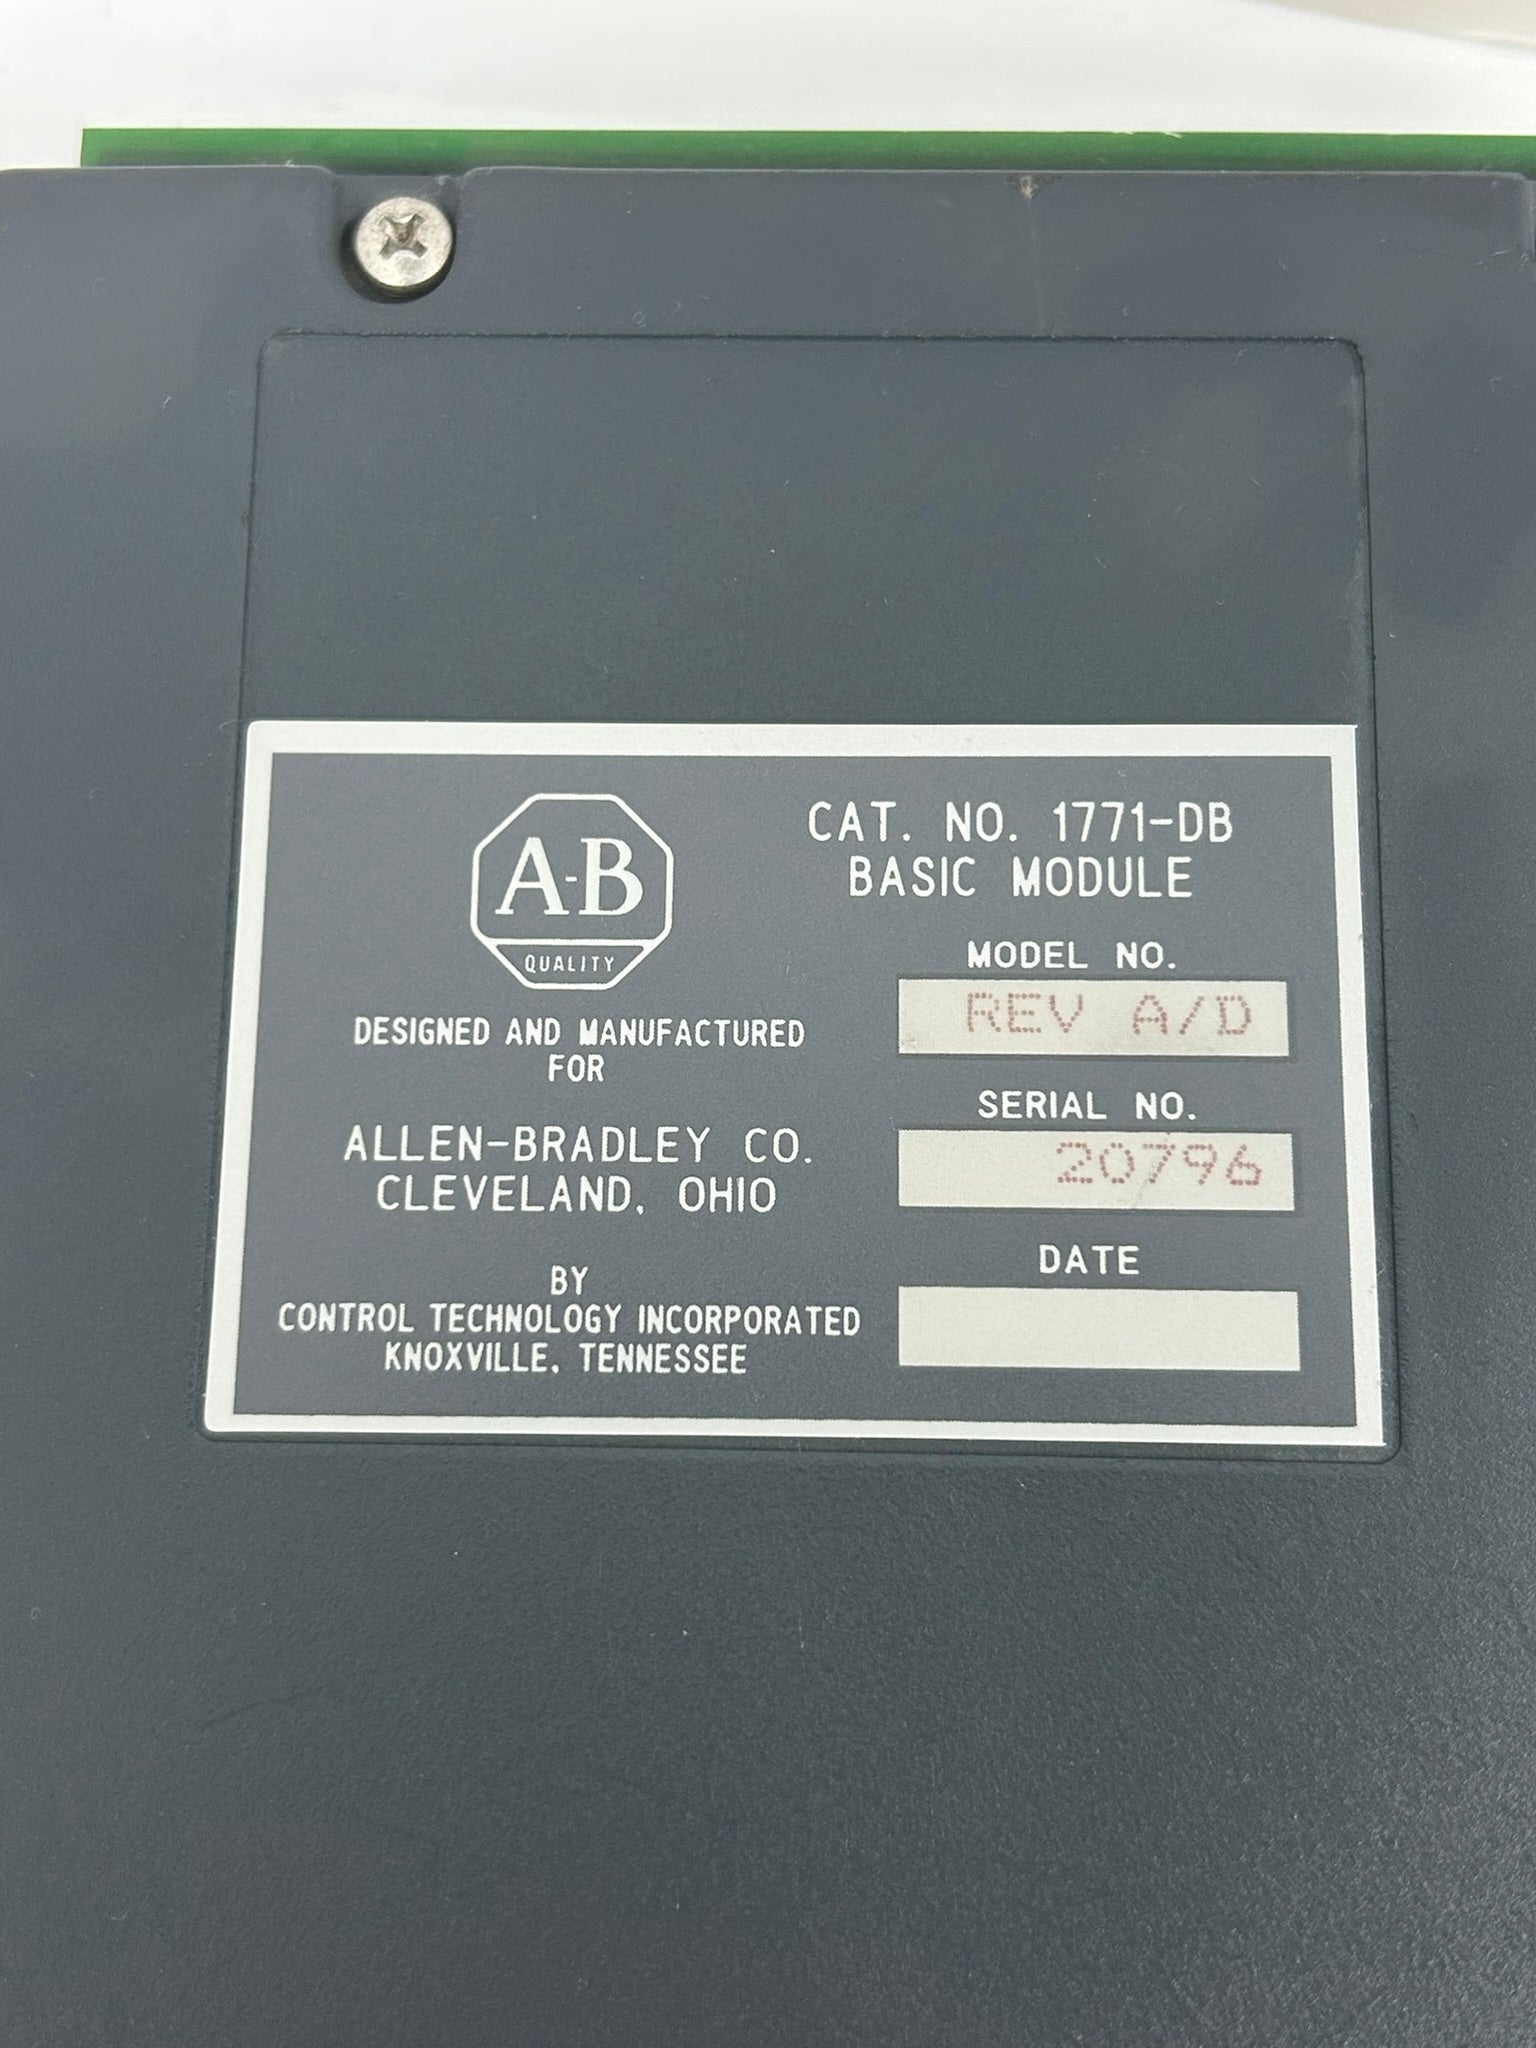 A-B
QUALITY
DESIGNED AND MANUFACTURED
FOR
ALLEN-BRADLEY CO.
CLEVELAND, OHIO
BY
CONTROL TECHNOLOGY INCORPORATED
KNOXVILLE, TENNESSEE
CAT. NO. 1771-DB
BASIC MODULE
MODEL NO.
REV A/D
SERIAL NO.
20796
DATE